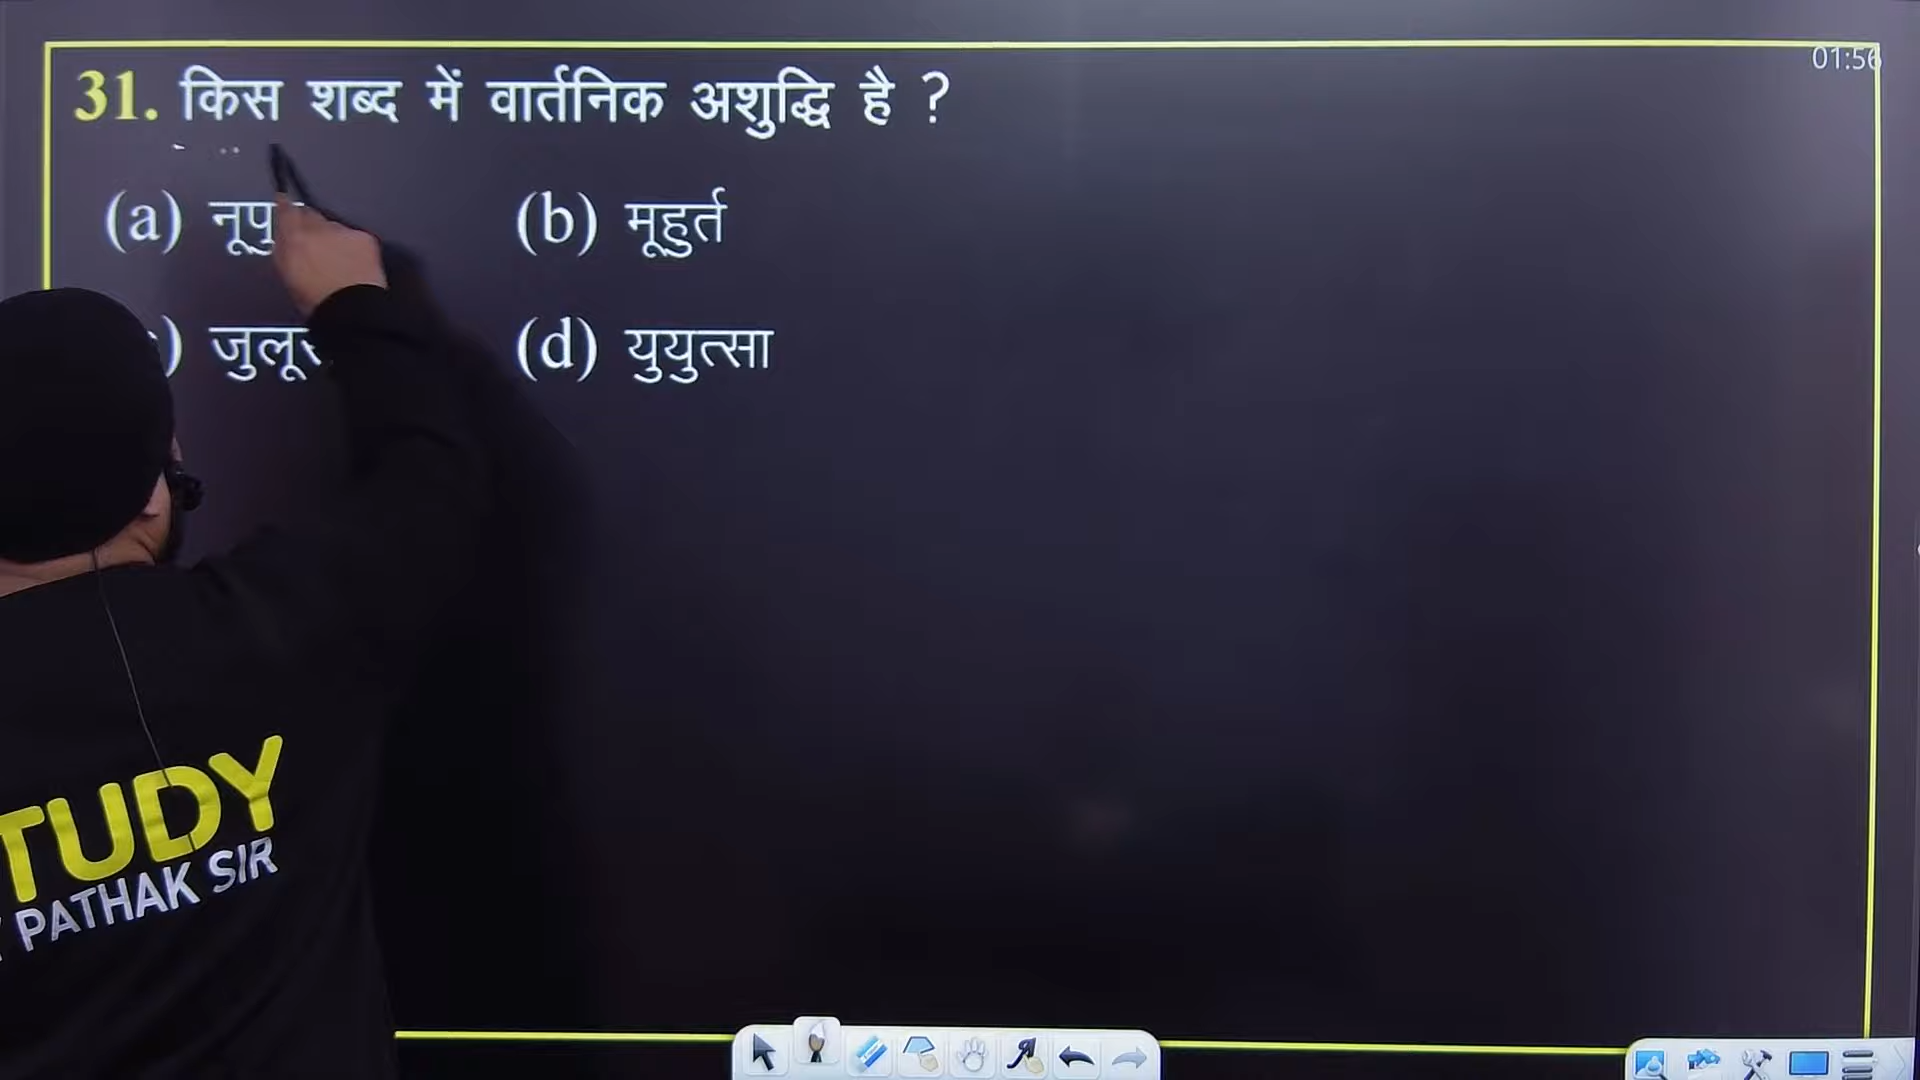 01:56
31. किस शब्द में वार्तनिक अशुद्धि है ?
(a) नूपु (b) मूहुर्त
) जुलू (d) युयुत्सा
TUDY
PATHAK SIR